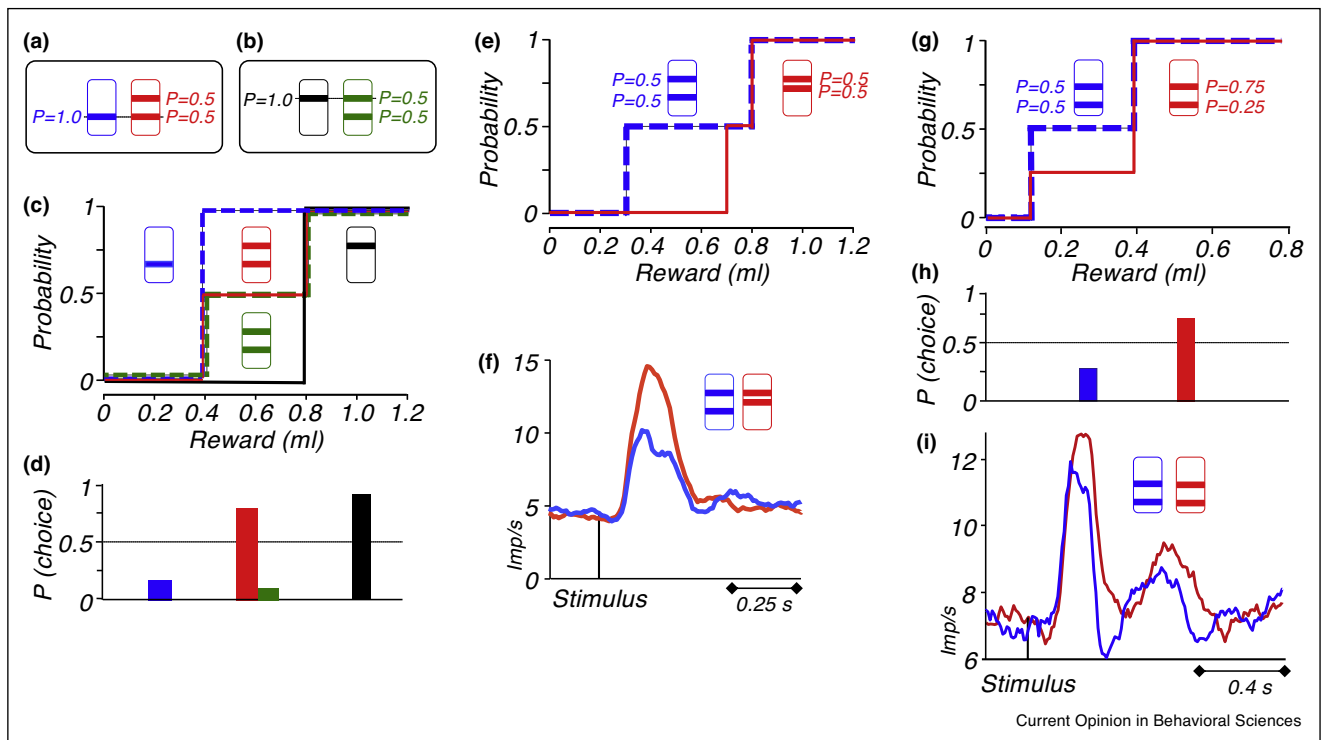 (a)
P=1.0
P=0.5
P=0.5
(b)
P=1.0
P=0.5
P=0.5
(c)
Probability
1
0.5
0
0 0.2 0.4 0.6 0.8 1.0 1.2
Reward (ml)
(d)
P (choice)
1
0.5
0
(e)
Probability
1
0.5
0
P=0.5
P=0.5
P=0.5
P=0.5
0 0.2 0.4 0.6 0.8 1.0 1.2
Reward (ml)
(f)
Imp/s
15
10
5
0
Stimulus
0.25 s
(g)
Probability
1
0.5
0
P=0.5
P=0.5
P=0.75
P=0.25
0 0.2 0.4 0.6 0.8
Reward (ml)
(h)
P (choice)
1
0.5
1
(i)
Imp/s
12
10
8
6
Stimulus
0.4 s
Current Opinion in Behavioral Sciences